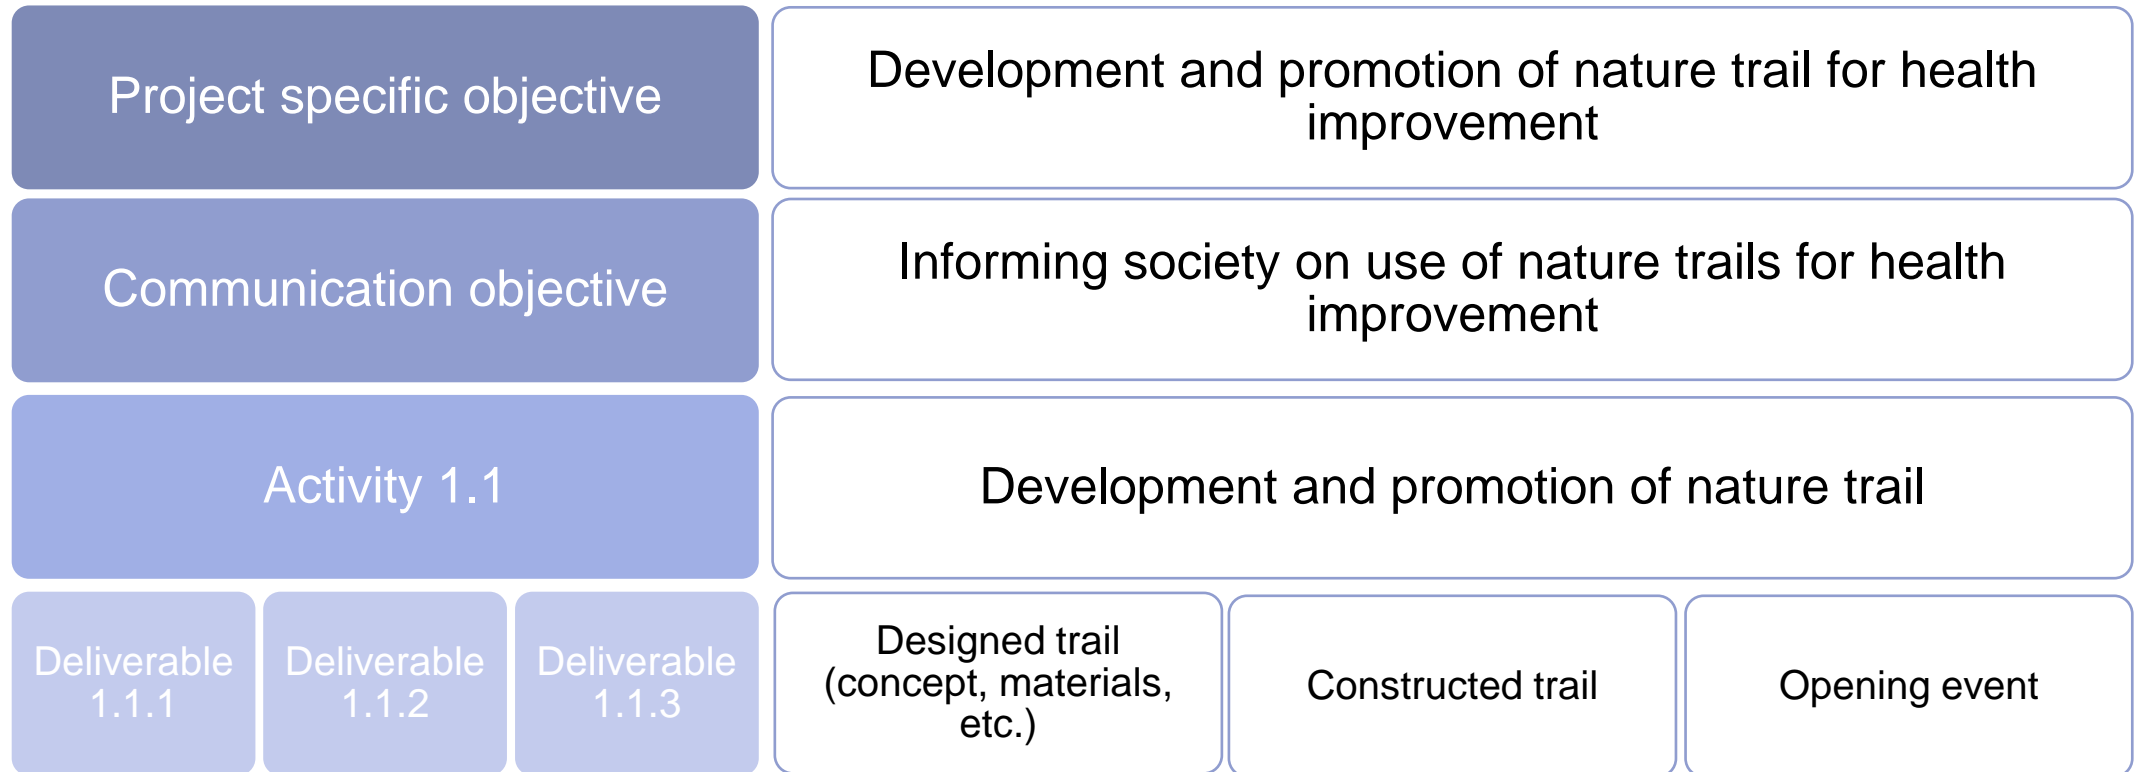 Project specific objective
Development and promotion of nature trail for health
improvement
Communication objective
Informing society on use of nature trails for health
improvement
Activity 1.1
Development and promotion of nature trail
Deliverable
1.1.1
Deliverable
1.1.2
Deliverable
1.1.3
Designed trail
(concept, materials,
etc.)
Constructed trail
Opening event